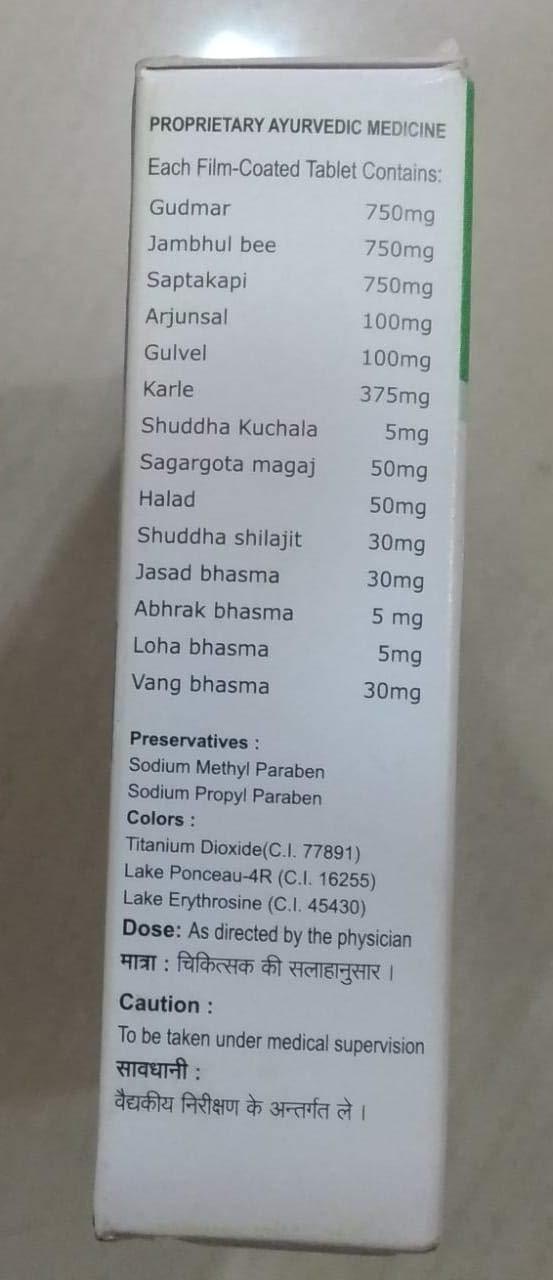 PROPRIETARY AYURVEDIC MEDICINE
Each Film-Coated Tablet Contains:
Gudmar 750mg
Jambhul bee 750mg
Saptakapi 750mg
Arjunsal 100mg
Gulvel 100mg
Karle 375mg
Shuddha Kuchala 5mg
Sagargota magaj 50mg
Halad 50mg
Shuddha shilajit 30mg
Jasad bhasma 30mg
Abhrak bhasma 5 mg
Loha bhasma 5mg
Vang bhasma 30mg
Preservatives :
Sodium Methyl Paraben
Sodium Propyl Paraben
Colors :
Titanium Dioxide(C.I. 77891)
Lake Ponceau-4R (C.I. 16255)
Lake Erythrosine (C.I. 45430)
Dose: As directed by the physician
मात्रा : चिकित्सक की सलाहानुसार ।
Caution :
To be taken under medical supervision
सावधानी :
वैद्यकीय निरीक्षण के अन्तर्गत ले ।